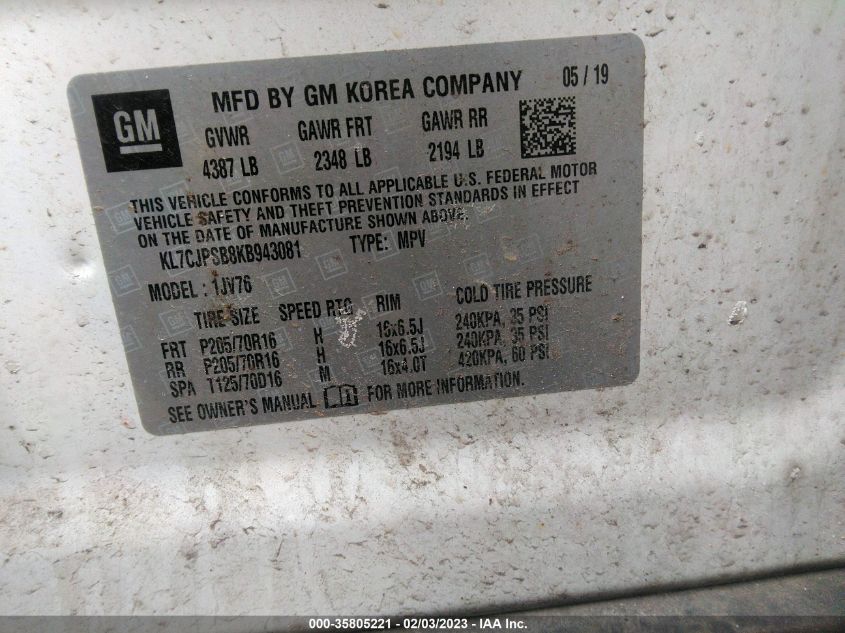 GM
MFD BY GM KOREA COMPANY 05 / 19
GVWR GAWR FRT GAWR RR
4387 LB 2348 LB 2194 LB
THIS VEHICLE CONFORMS TO ALL APPLICABLE U.S. FEDERAL MOTOR
VEHICLE SAFETY AND THEFT PREVENTION STANDARDS IN EFFECT
ON THE DATE OF MANUFACTURE SHOWN ABOVE.
KL7CJPSB8KB943081 TYPE: MPV
MODEL : 1JV76
TIRE SIZE SPEED RTG RIM COLD TIRE PRESSURE
FRT P205/70R16 H 16x6.5J 240KPA, 35 PSI
RR P205/70R16 H 16x6.5J 240KPA, 35 PSI
SPA T125/70D16 M 16x4.0T 420KPA, 60 PSI
SEE OWNER'S MANUAL FOR MORE INFORMATION.
000-35805221 - 02/03/2023 - IAA Inc.